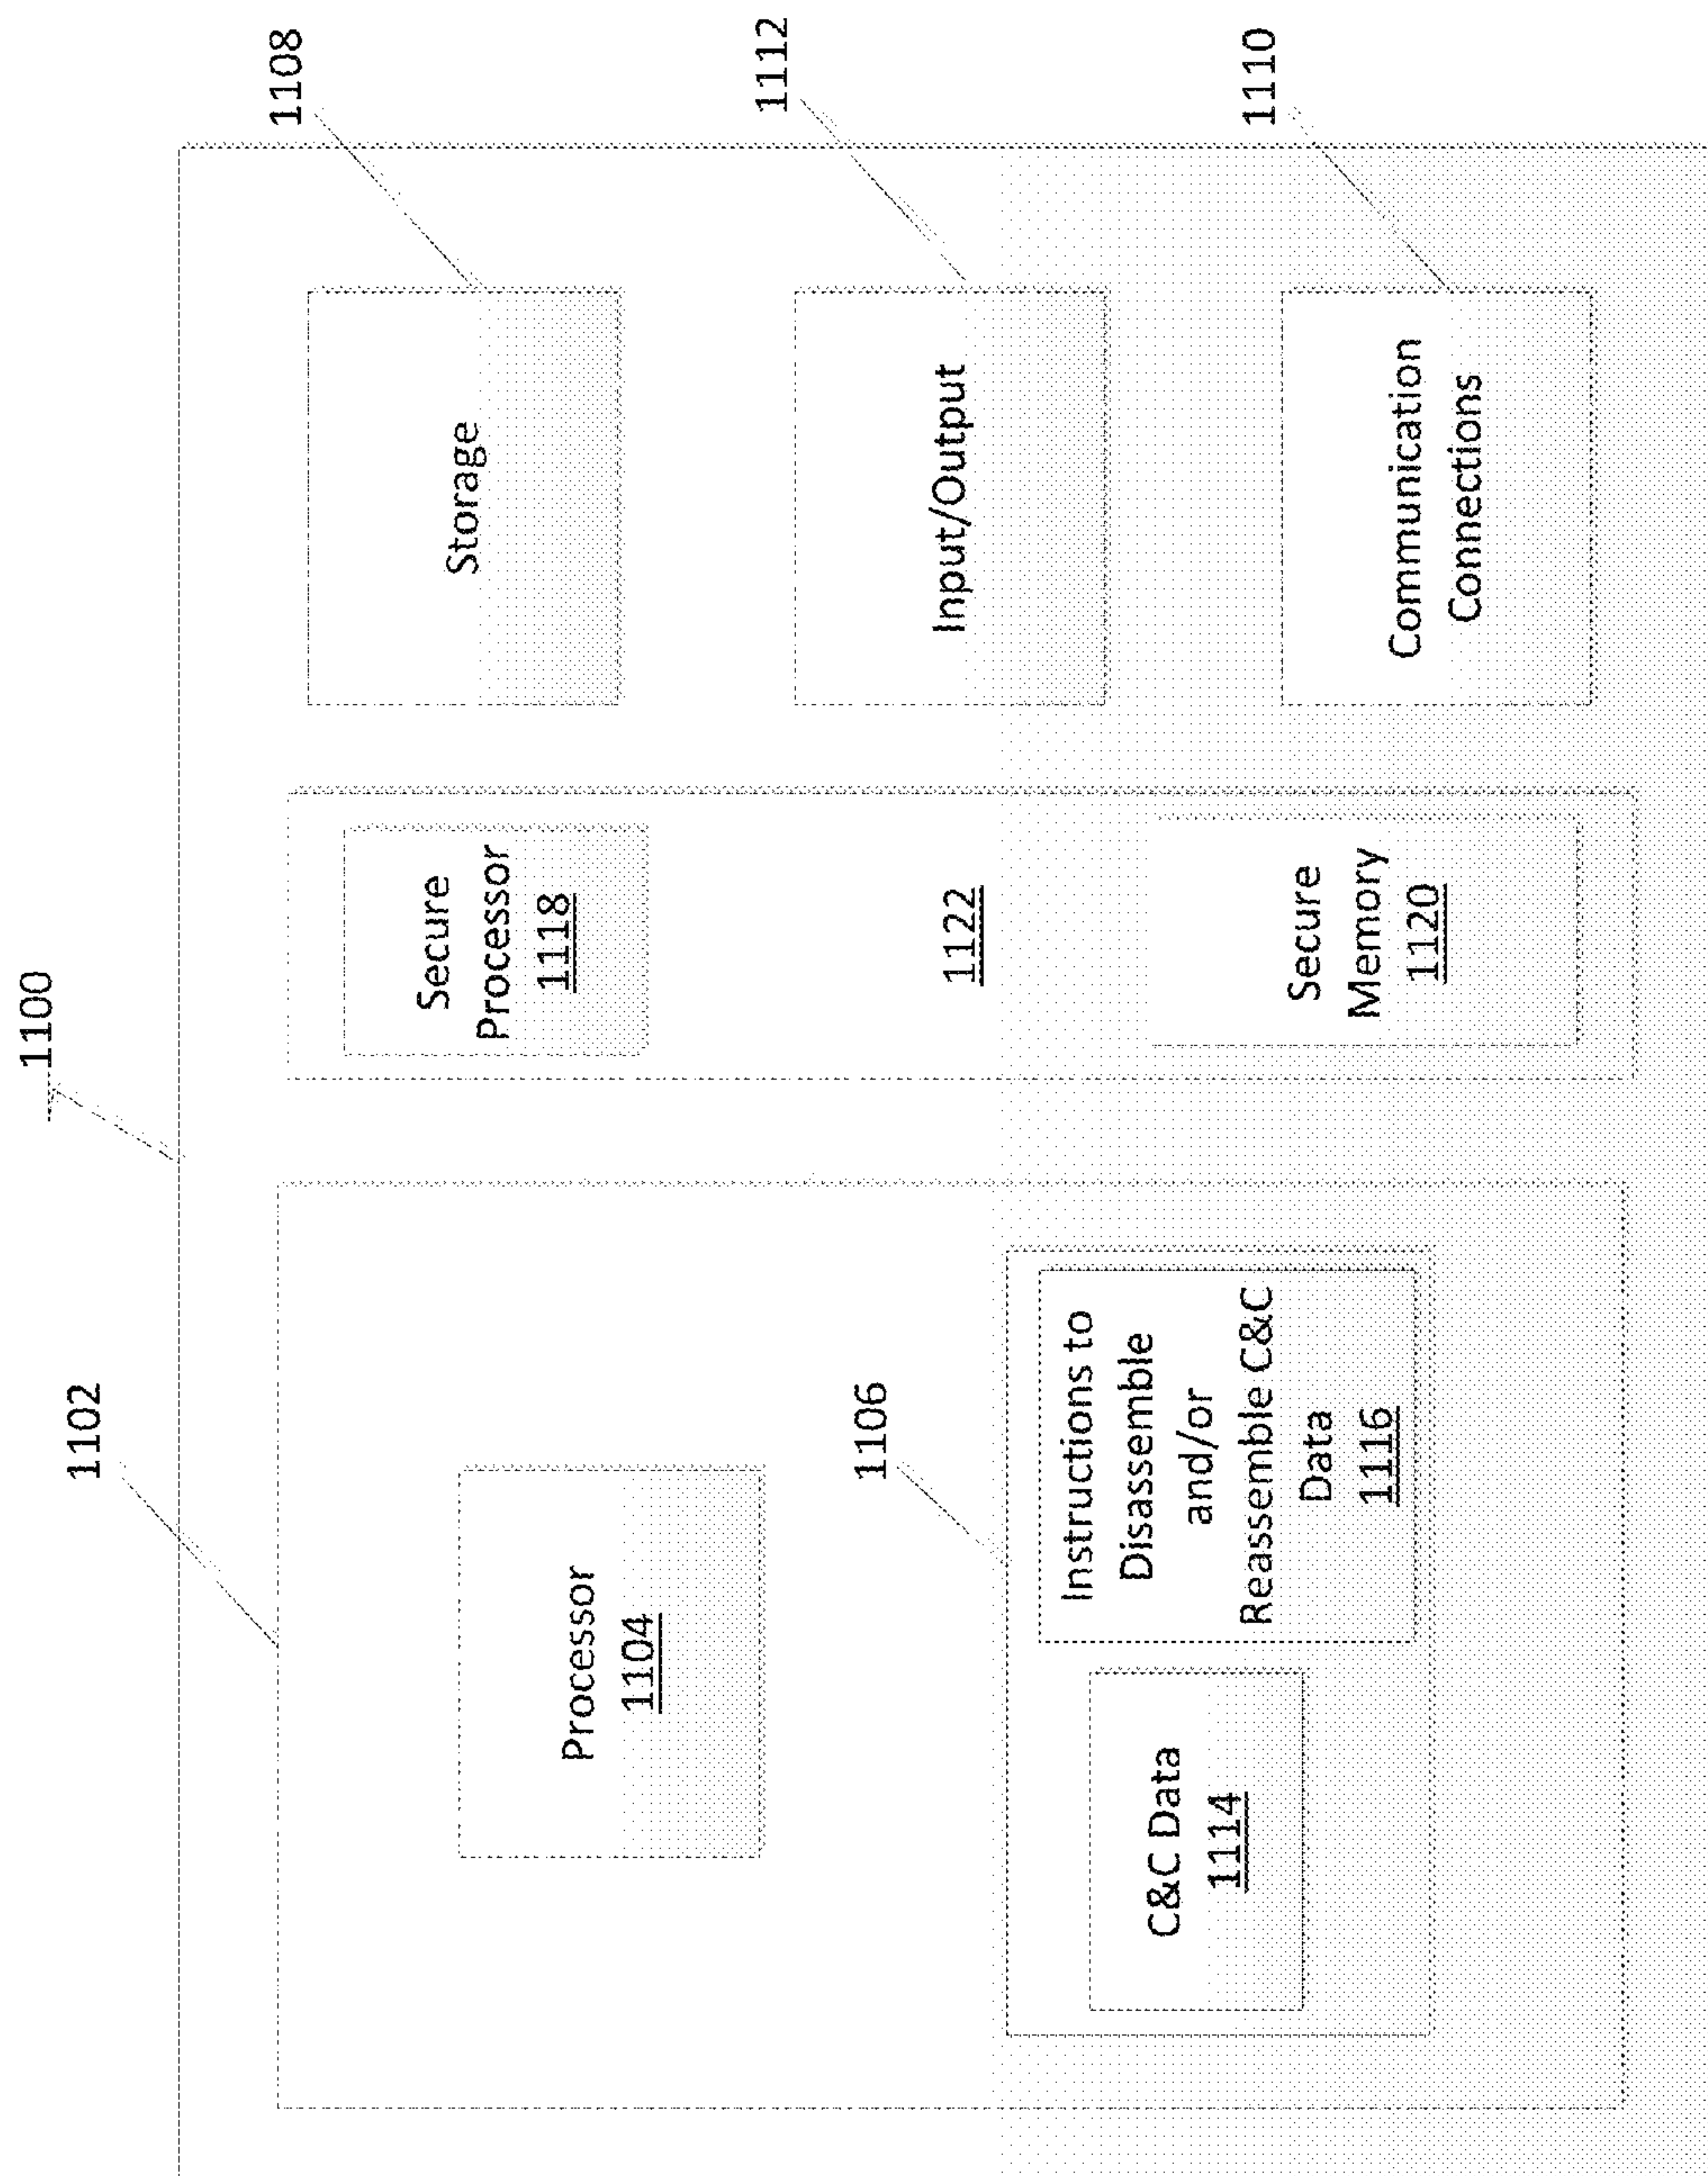 1100
1102
1108
Processor
1104
Secure
Processor
1118
Storage
1112
1106
1122
Input/Output
C&C Data
1114
Instructions to
Disassemble
and/or
Reassemble C&C
Data
1116
Secure
Memory
1120
1110
Communication
Connections